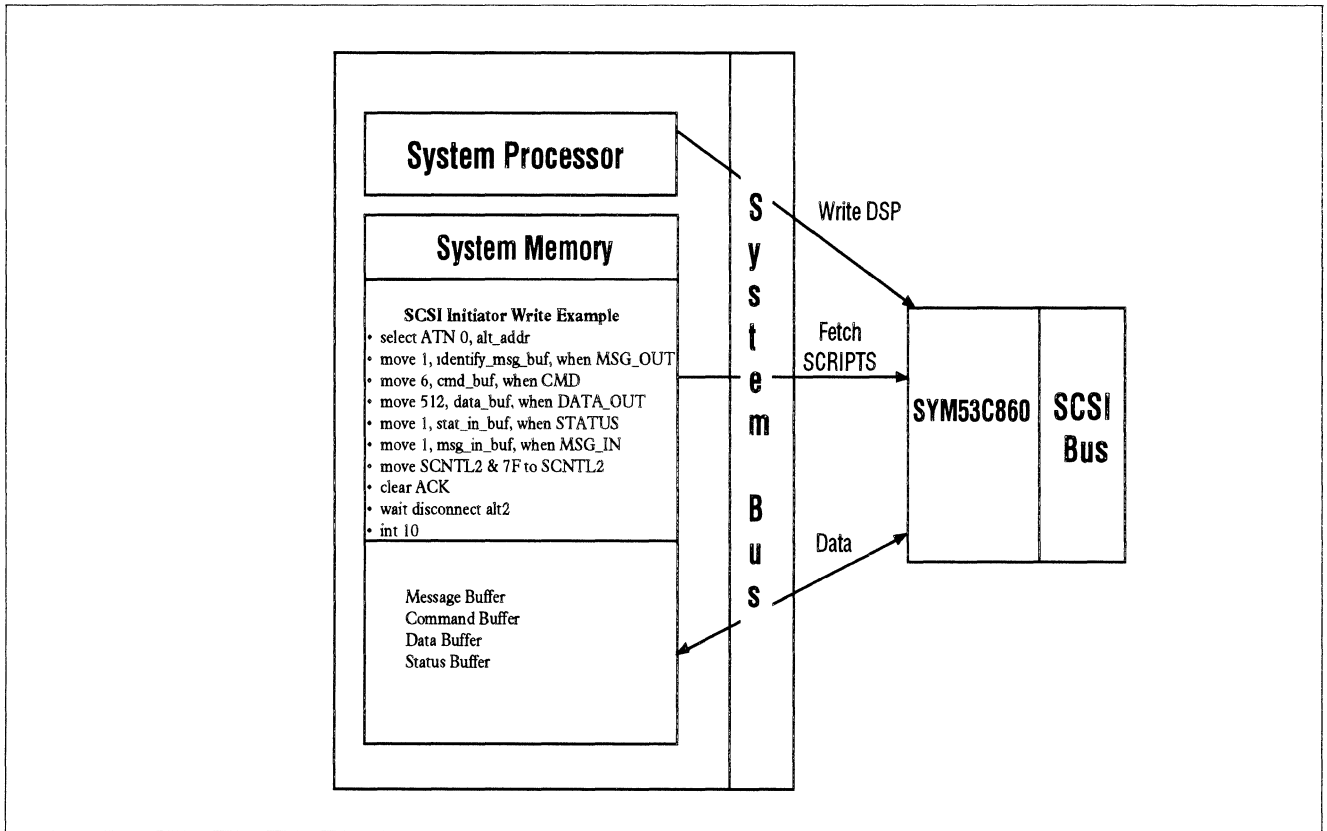 System Processor
System Memory
SCSI Initiator Write Example
• select ATN 0, alt_addr
• move 1, identify_msg_buf, when MSG_OUT
• move 6, cmd_buf, when CMD
• move 512, data_buf, when DATA_OUT
• move 1, stat_in_buf, when STATUS
• move 1, msg_in_buf, when MSG_IN
• move SCNTL2 & 7F to SCNTL2
• clear ACK
• wait disconnect alt2
• int 10
Message Buffer
Command Buffer
Data Buffer
Status Buffer
System Bus
Write DSP
Fetch
SCRIPTS
Data
SYM53C860
SCSI
Bus